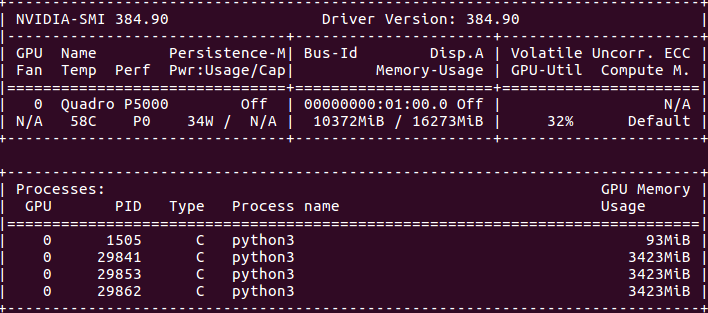 +-----------------------------------------------------------------------------+
| NVIDIA-SMI 384.90                 Driver Version: 384.90                    |
|-------------------------------+----------------------+----------------------+
| GPU  Name        Persistence-M| Bus-Id        Disp.A | Volatile Uncorr. ECC |
| Fan  Temp  Perf  Pwr:Usage/Cap|         Memory-Usage | GPU-Util  Compute M. |
|===============================+======================+======================|
|   0  Quadro P5000        Off  | 00000000:01:00.0 Off |                  N/A |
| N/A   58C    P0    34W /  N/A |  10372MiB / 16273MiB |     32%      Default |
+-------------------------------+----------------------+----------------------+
+-----------------------------------------------------------------------------+
| Processes:                                                       GPU Memory |
|  GPU       PID   Type   Process name                             Usage      |
|=============================================================================|
|    0      1505    C   python3                                         93MiB |
|    0     29841    C   python3                                       3423MiB |
|    0     29853    C   python3                                       3423MiB |
|    0     29862    C   python3                                       3423MiB |
+-----------------------------------------------------------------------------+